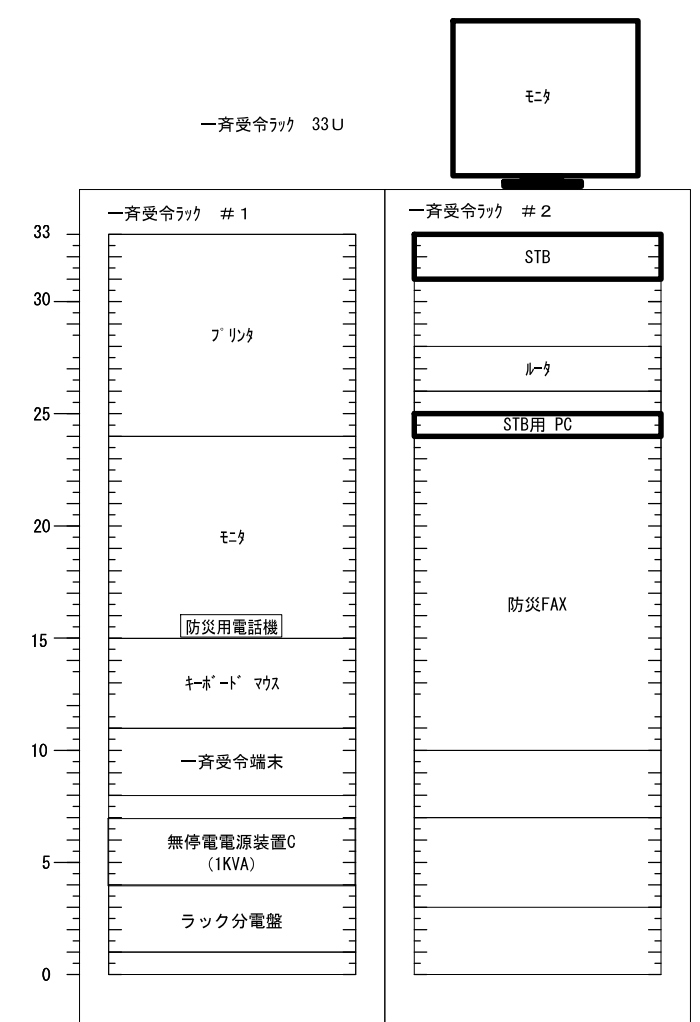 ﾓﾆﾀ
一斉受令ﾗｯｸ 33U
一斉受令ﾗｯｸ #1
一斉受令ﾗｯｸ #2
33
STB
30
ﾌﾟﾘﾝﾀ
ﾙｰﾀ
25
STB用 PC
20
ﾓﾆﾀ
防災FAX
防災用電話機
15
ｷｰﾎﾞｰﾄﾞ ﾏｳｽ
10
一斉受令端末
無停電電源装置C
(1KVA)
5
ラック分電盤
0